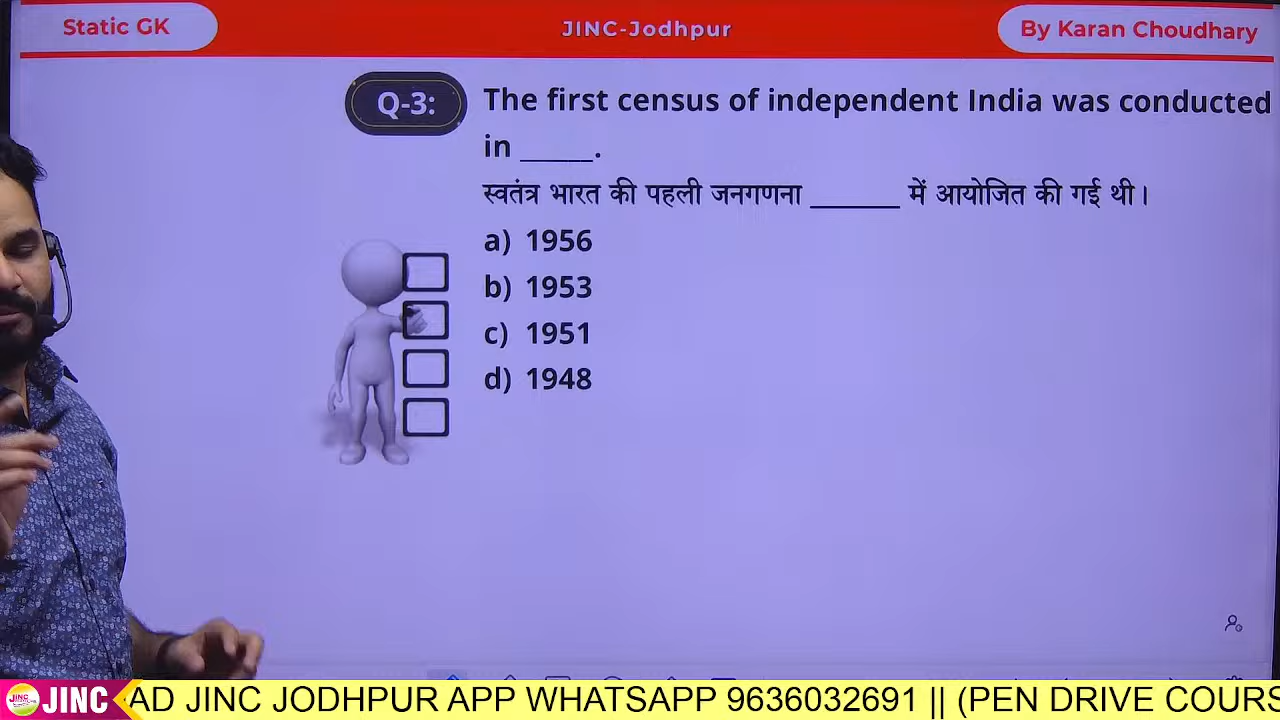 Static GK
JINC-Jodhpur
By Karan Choudhary
Q-3:
The first census of independent India was conducted
in _____.
स्वतंत्र भारत की पहली जनगणना ______ में आयोजित की गई थी।
a) 1956
b) 1953
c) 1951
d) 1948
JINC
AD JINC JODHPUR APP WHATSAPP 9636032691 || (PEN DRIVE COURS